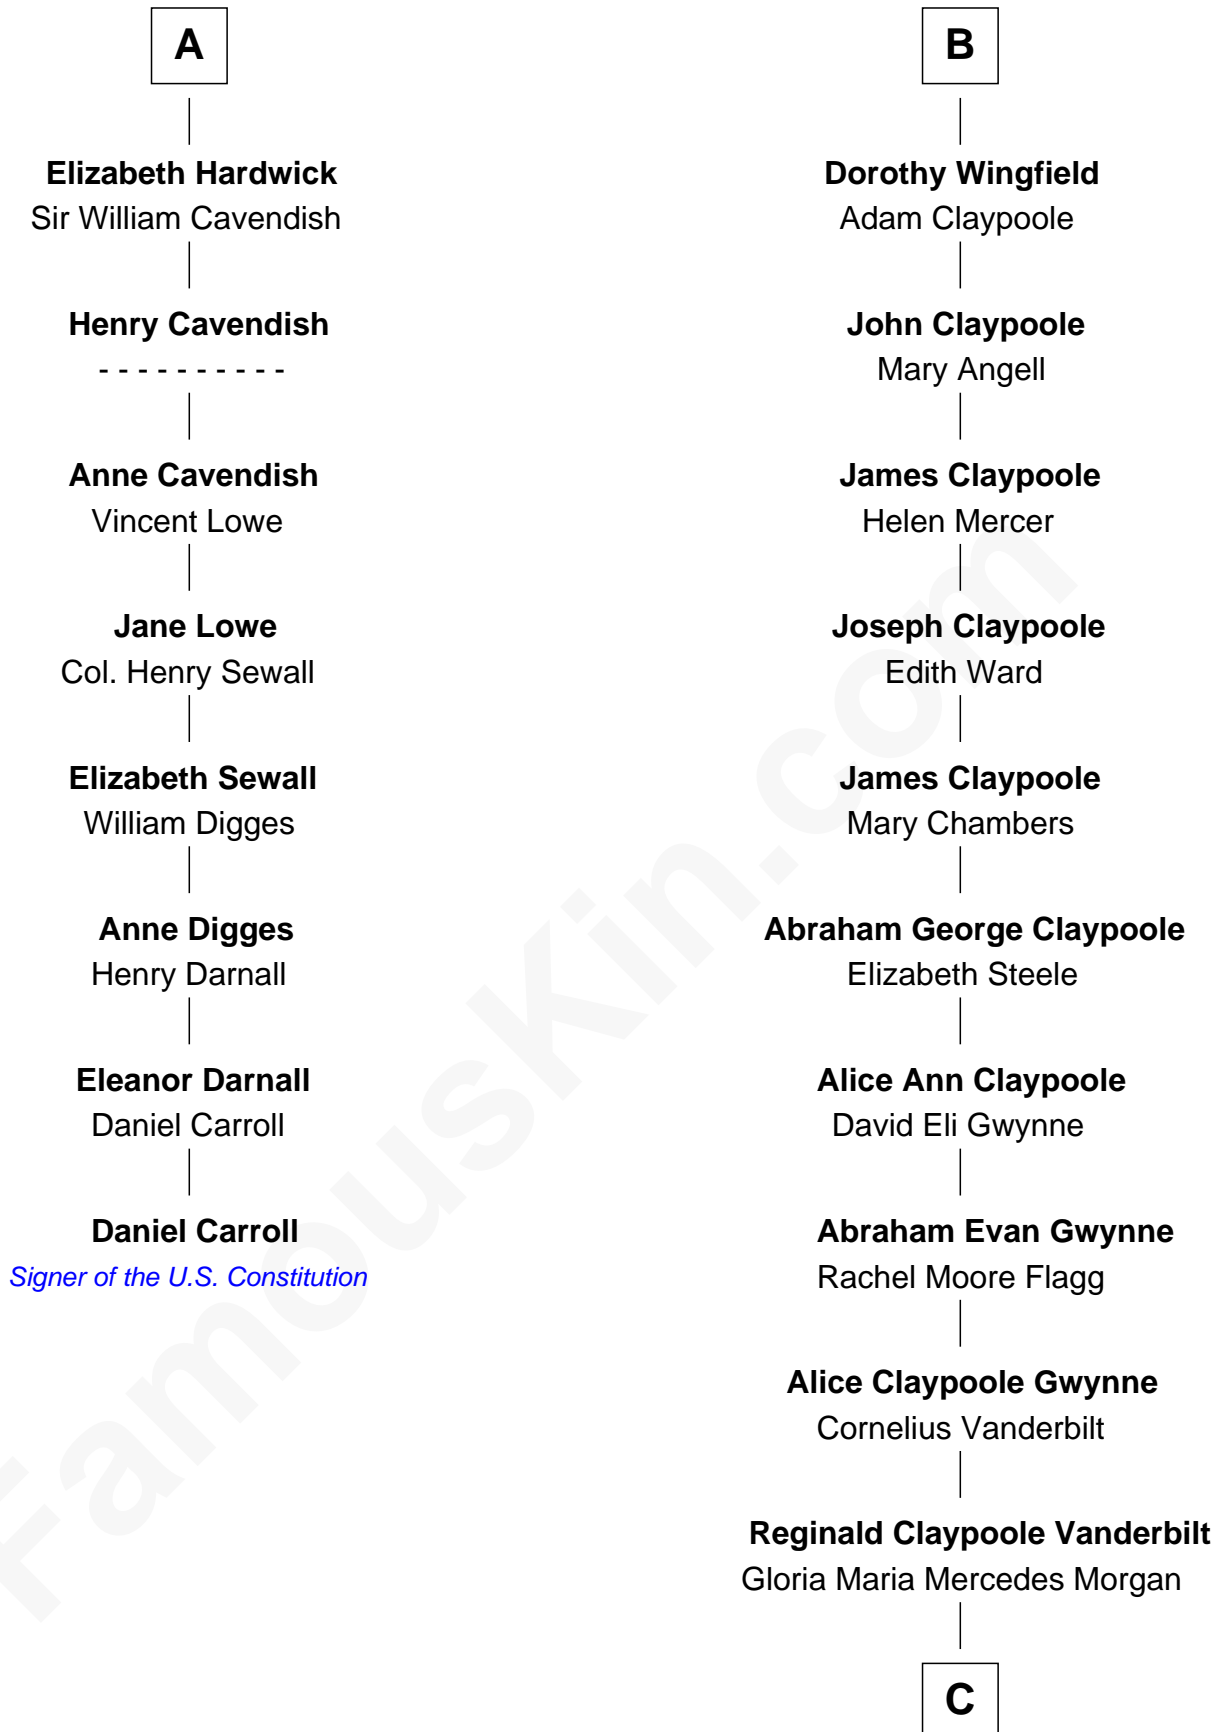 A
Elizabeth Hardwick
Sir William Cavendish
Henry Cavendish
- - - - - - - - - -
Anne Cavendish
Vincent Lowe
Jane Lowe
Col. Henry Sewall
Elizabeth Sewall
William Digges
Anne Digges
Henry Darnall
Eleanor Darnall
Daniel Carroll
Daniel Carroll
Signer of the U.S. Constitution
B
Dorothy Wingfield
Adam Claypoole
John Claypoole
Mary Angell
James Claypoole
Helen Mercer
Joseph Claypoole
Edith Ward
James Claypoole
Mary Chambers
Abraham George Claypoole
Elizabeth Steele
Alice Ann Claypoole
David Eli Gwynne
Abraham Evan Gwynne
Rachel Moore Flagg
Alice Claypoole Gwynne
Cornelius Vanderbilt
Reginald Claypoole Vanderbilt
Gloria Maria Mercedes Morgan
C
FamousKin.com